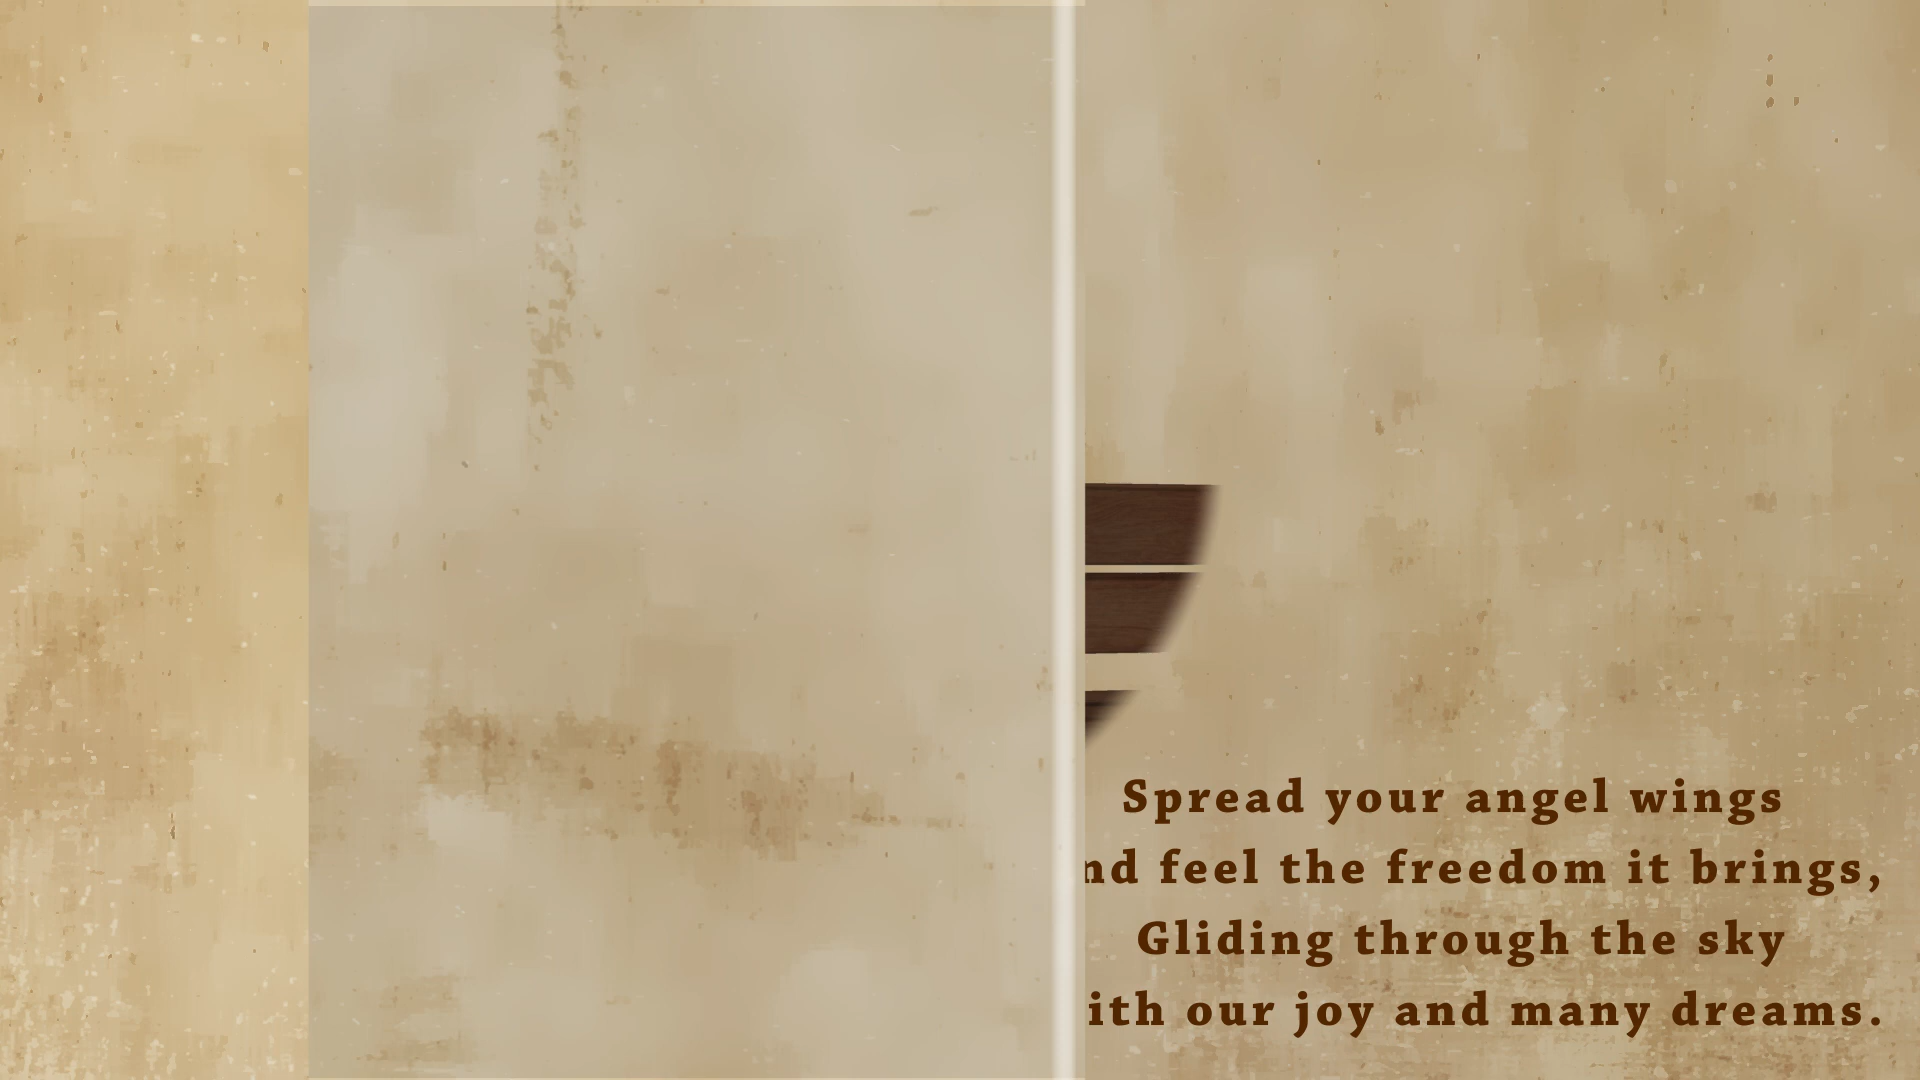 Spread your angel wings
nd feel the freedom it brings,
Gliding through the sky
ith our joy and many dreams.